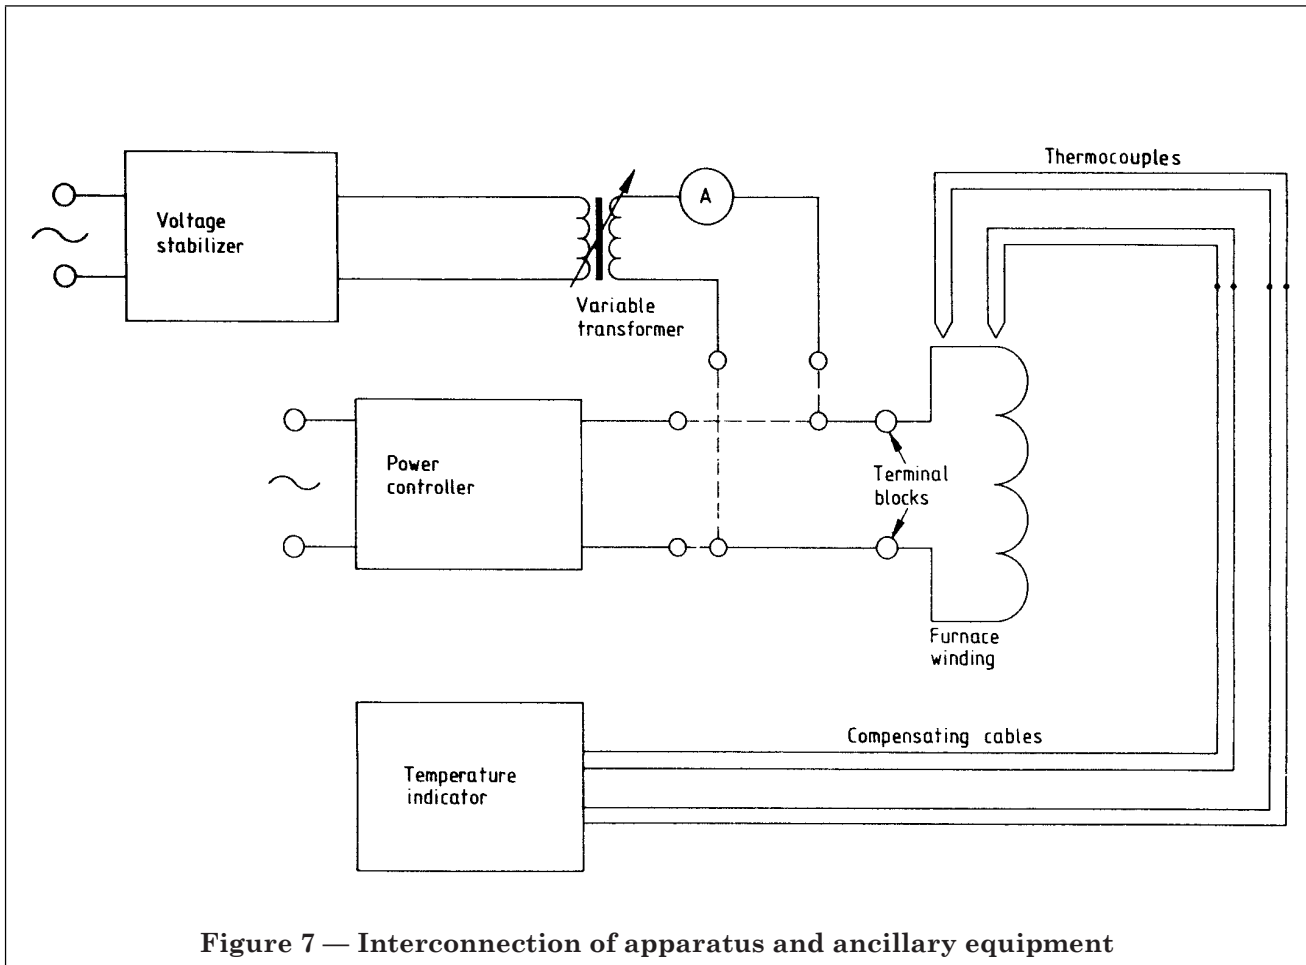 Thermocouples
Voltage
stabilizer
A
Variable
transformer
Power
controller
Terminal
blocks
Furnace
winding
Compensating cables
Temperature
indicator
Figure 7 — Interconnection of apparatus and ancillary equipment